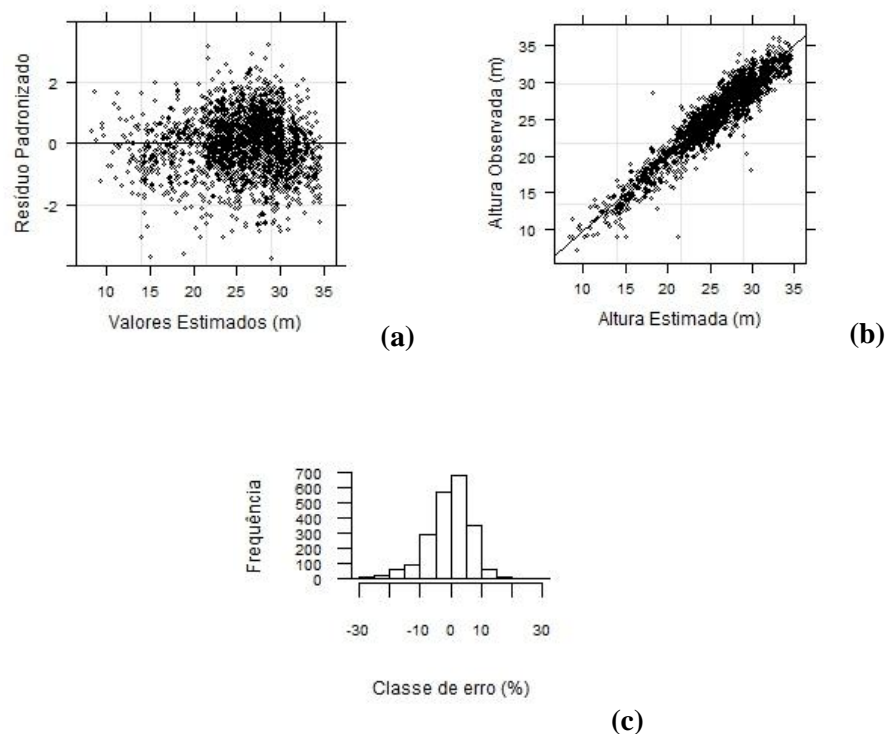 Resíduo Padronizado
2
0
-2
10 15 20 25 30 35
Valores Estimados (m)
(a)
Altura Observada (m)
35
30
25
20
15
10
10 15 20 25 30 35
Altura Estimada (m)
(b)
Frequência
700
600
500
400
300
200
100
0
-30 -10 0 10 30
Classe de erro (%)
(c)